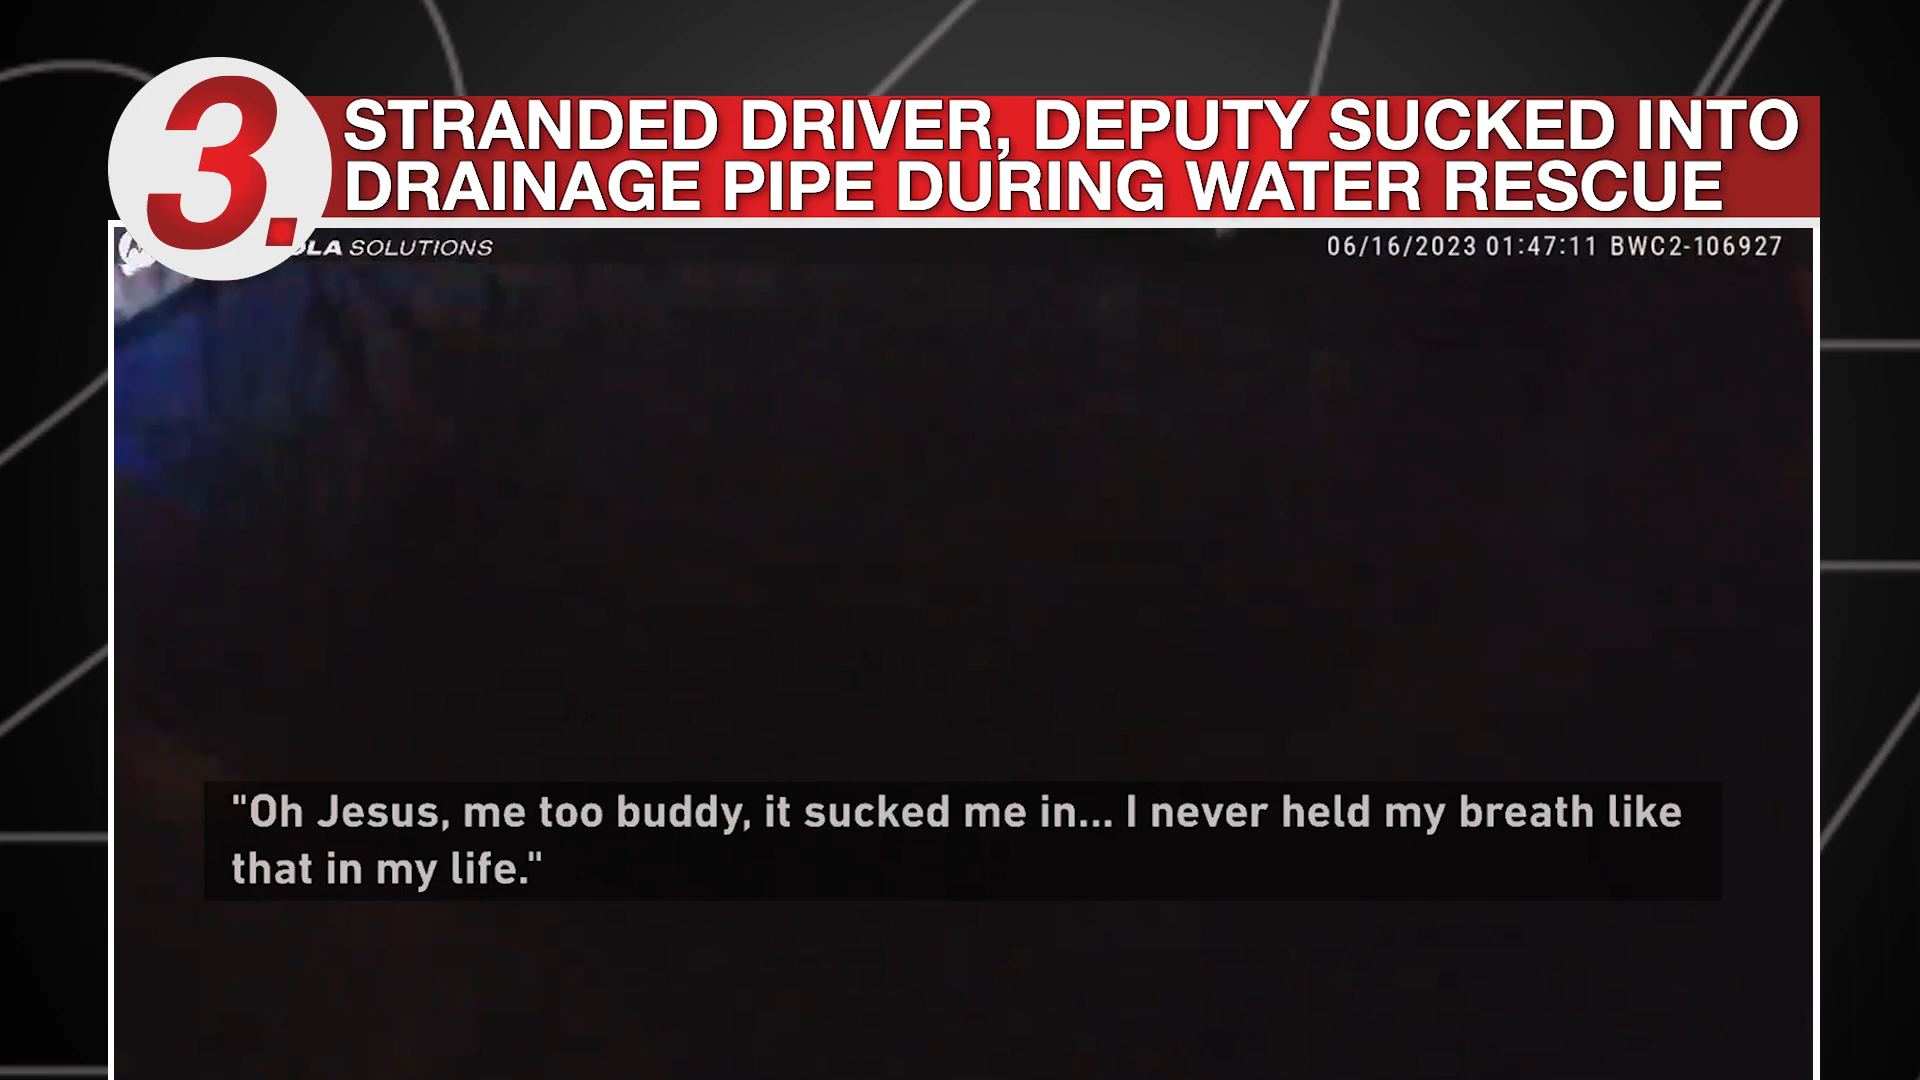 3.
STRANDED DRIVER, DEPUTY SUCKED INTO
DRAINAGE PIPE DURING WATER RESCUE
LA SOLUTIONS
06/16/2023 01:47:11 BWC2-106927
"Oh Jesus, me too buddy, it sucked me in... I never held my breath like
that in my life."